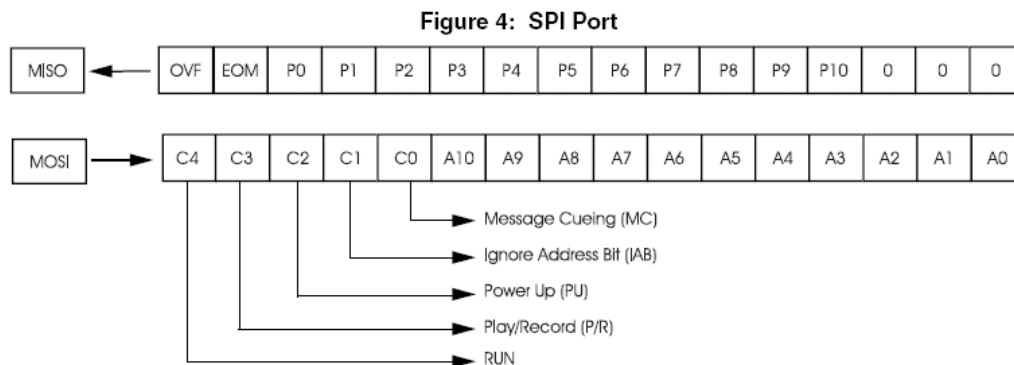 Figure 4: SPI Port
MISO OVF EOM P0 P1 P2 P3 P4 P5 P6 P7 P8 P9 P10 0 0 0
MOSI C4 C3 C2 C1 C0 A10 A9 A8 A7 A6 A5 A4 A3 A2 A1 A0
Message Cueing (MC)
Ignore Address Bit (IAB)
Power Up (PU)
Play/Record (P/R)
RUN